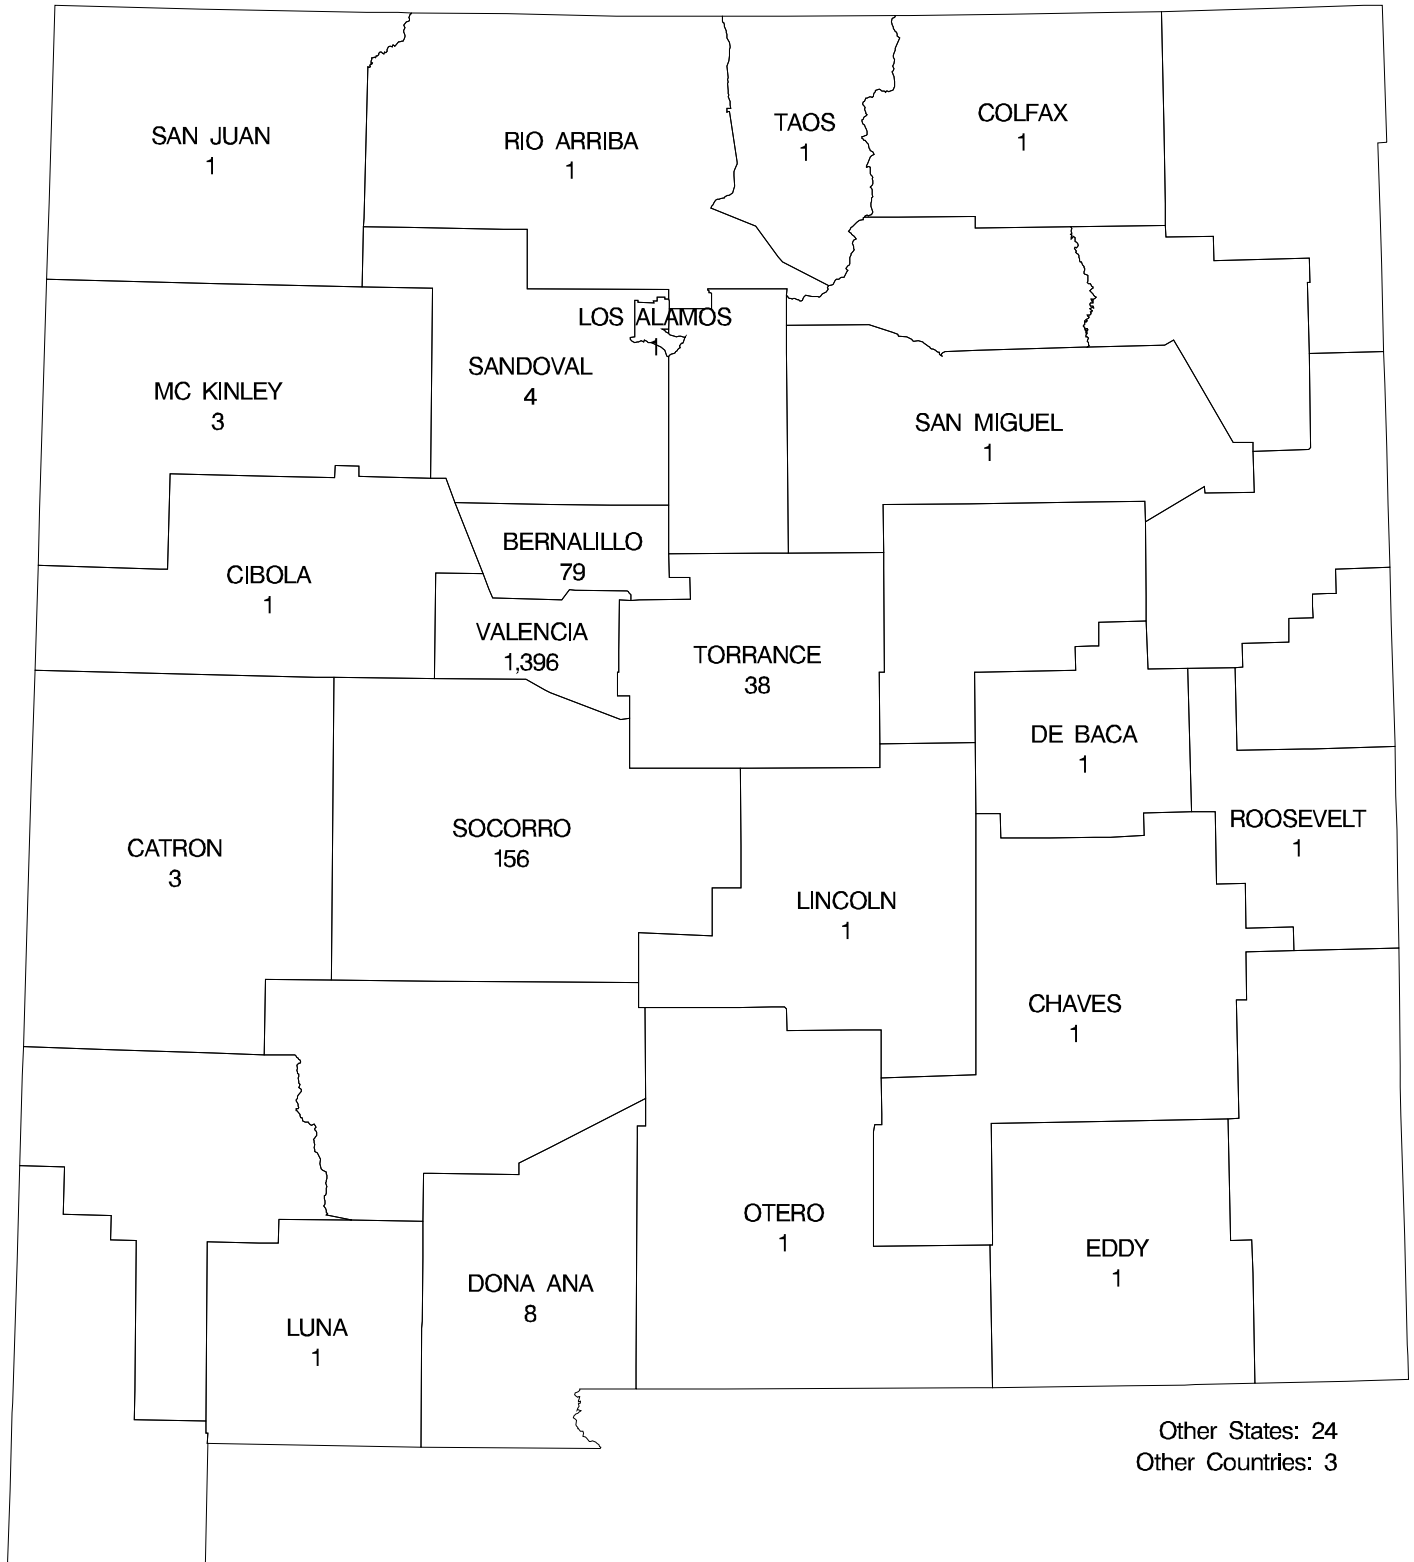 SAN JUAN
1
RIO ARRIBA
1
TAOS
1
COLFAX
1
LOS ALAMOS
1
SANDOVAL
4
MC KINLEY
3
SAN MIGUEL
1
BERNALILLO
79
CIBOLA
1
VALENCIA
1,396
TORRANCE
38
DE BACA
1
ROOSEVELT
1
SOCORRO
156
CATRON
3
LINCOLN
1
CHAVES
1
OTERO
1
EDDY
1
DONA ANA
8
LUNA
1
Other States: 24
Other Countries: 3